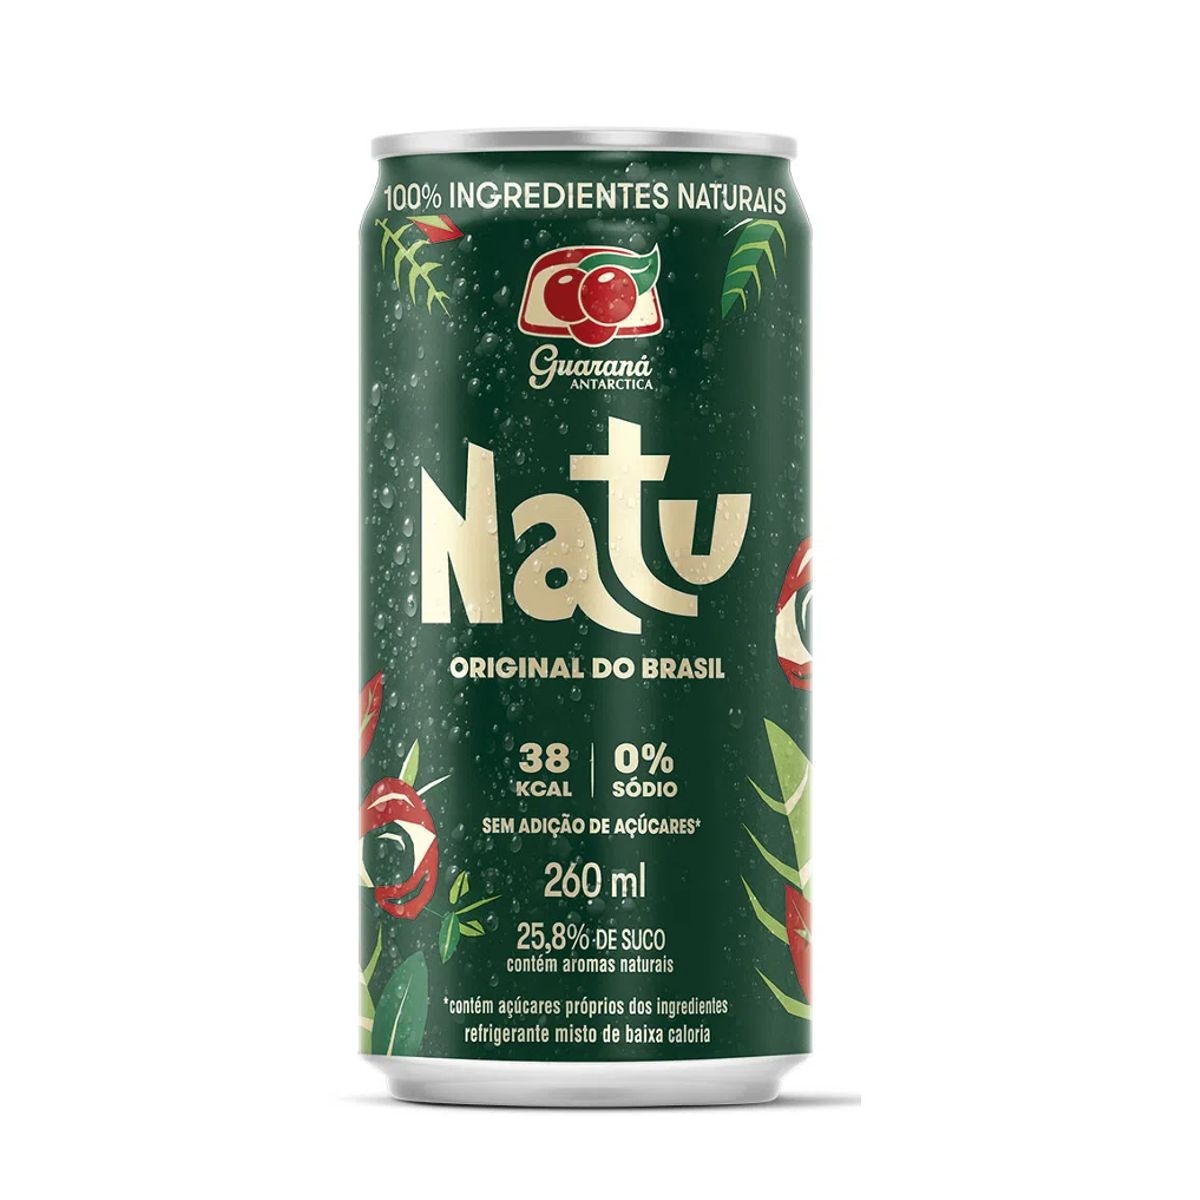 100% INGREDIENTES NATURAIS
Guaraná
ANTARCTICA
Natu
ORIGINAL DO BRASIL
38 | 0%
KCAL | SÓDIO
SEM ADIÇÃO DE AÇÚCARES*
260 ml
25,8% DE SUCO
contém aromas naturais
*contém açúcares próprios dos ingredientes
refrigerante misto de baixa caloria